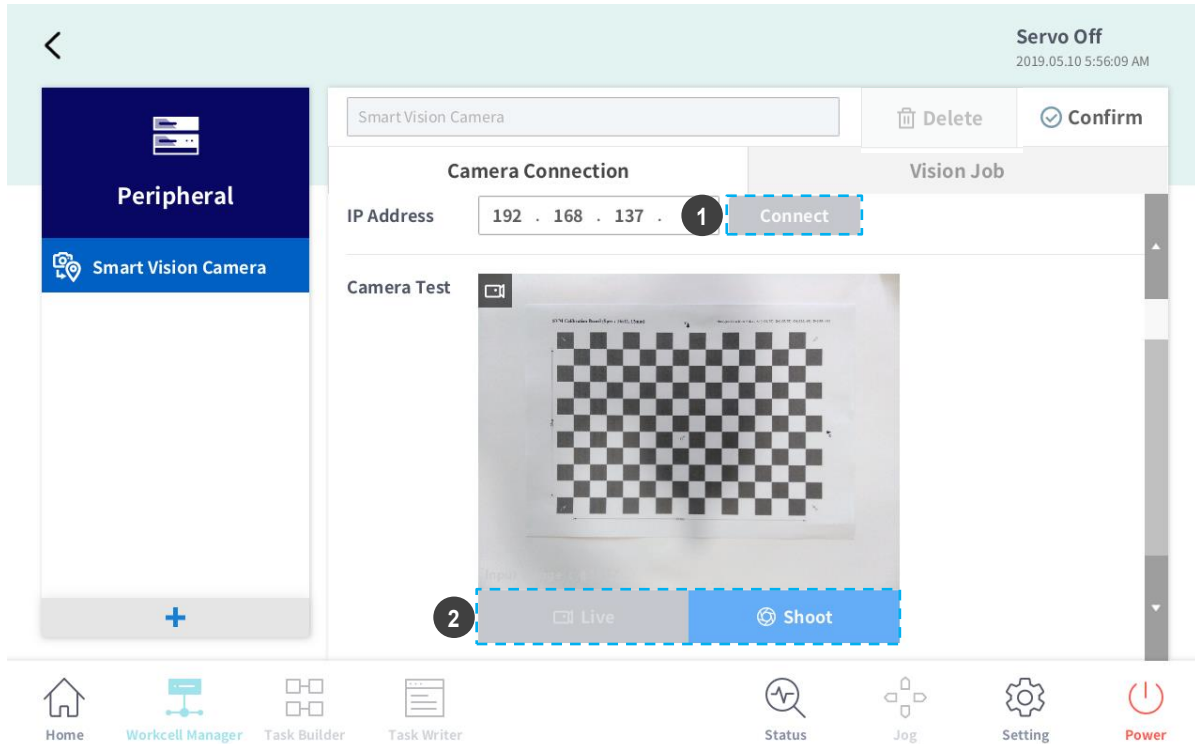 Servo Off
2019.05.10 5:56:09 AM
Peripheral
Smart Vision Camera
Smart Vision Camera
Delete
Confirm
Camera Connection
Vision Job
IP Address
192 . 168 . 137 .
1
Connect
Camera Test
2
Live
Shoot
+
Home
Workcell Manager
Task Builder
Task Writer
Status
Jog
Setting
Power